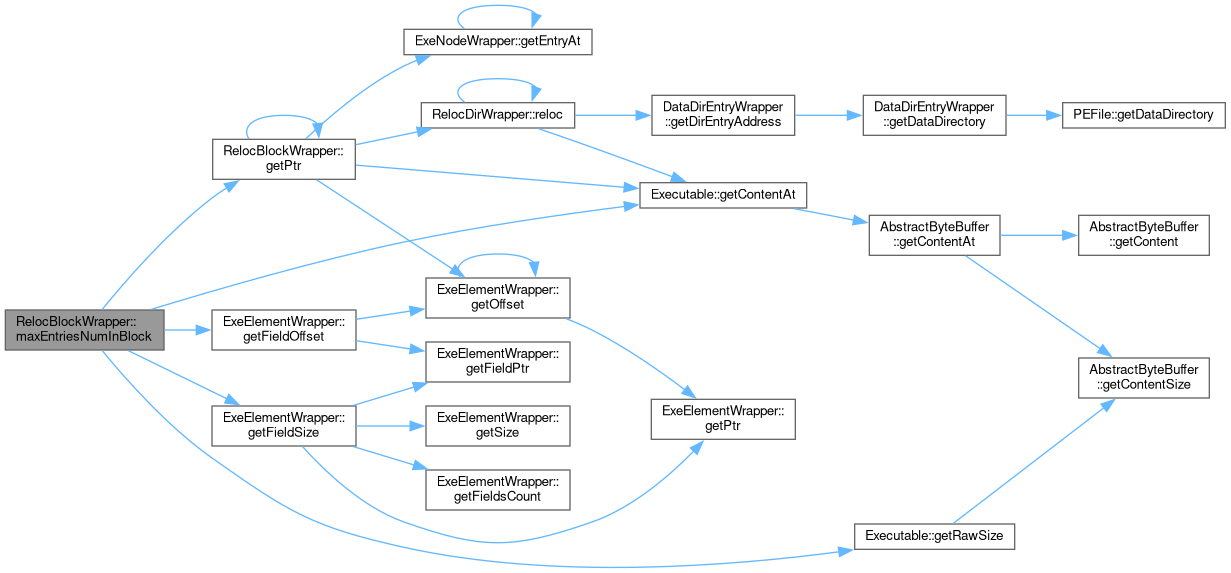 ExeNodeWrapper::getEntryAt
RelocDirWrapper::reloc
DataDirEntryWrapper
::getDirEntryAddress
DataDirEntryWrapper
::getDataDirectory
PEFile::getDataDirectory
RelocBlockWrapper::
getPtr
Executable::getContentAt
AbstractByteBuffer
::getContentAt
AbstractByteBuffer
::getContent
ExeElementWrapper::
getOffset
RelocBlockWrapper::
maxEntriesNumInBlock
ExeElementWrapper::
getFieldOffset
ExeElementWrapper::
getFieldPtr
AbstractByteBuffer
::getContentSize
ExeElementWrapper::
getFieldSize
ExeElementWrapper::
getSize
ExeElementWrapper::
getPtr
ExeElementWrapper::
getFieldsCount
Executable::getRawSize